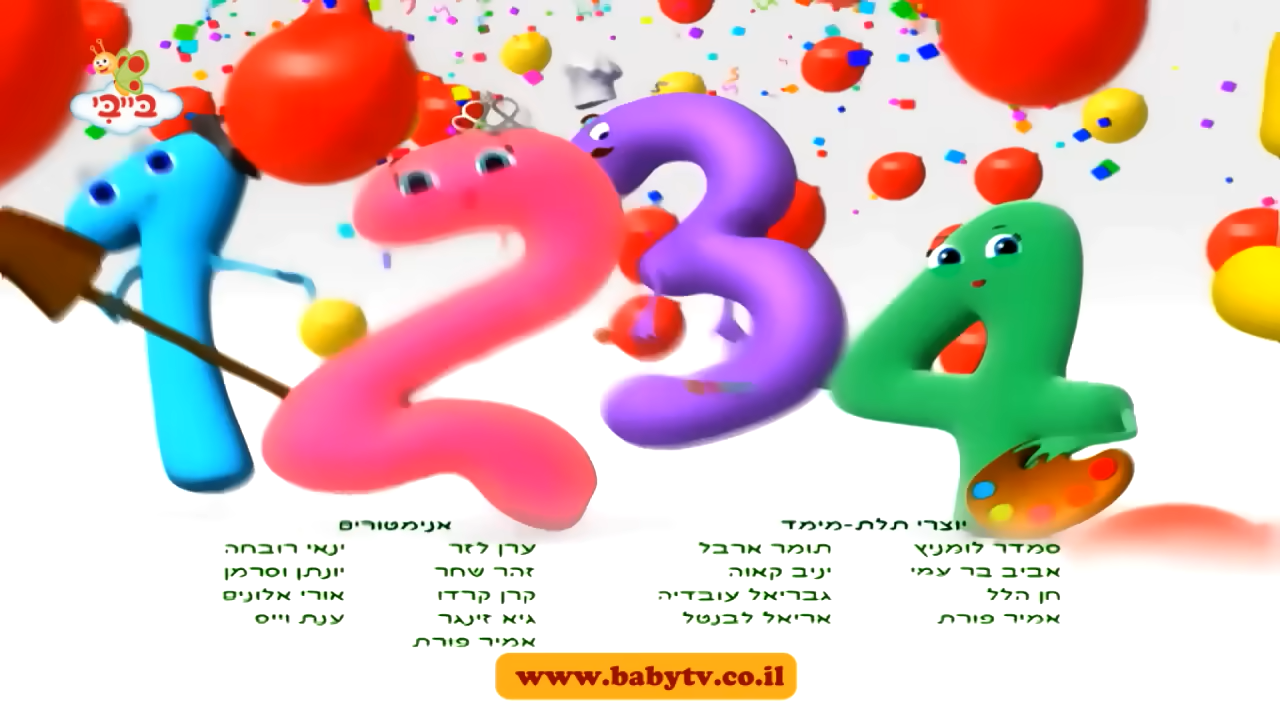 בייבי
יוצרי תלת-מימד
סמדר לומניץ
אביב בר עמי
חן הלל
אמיר פורת
תומר ארבל
יניב קאוה
גבריאל עובדיה
אריאל לבנטל
אנימטורים
ערן לזר
זהר שחר
קרן קרדו
גיא זינגר
אמיר פורת
ינאי רובחה
יונתן וסרמן
אורי אלונים
ענת וייס
www.babytv.co.il